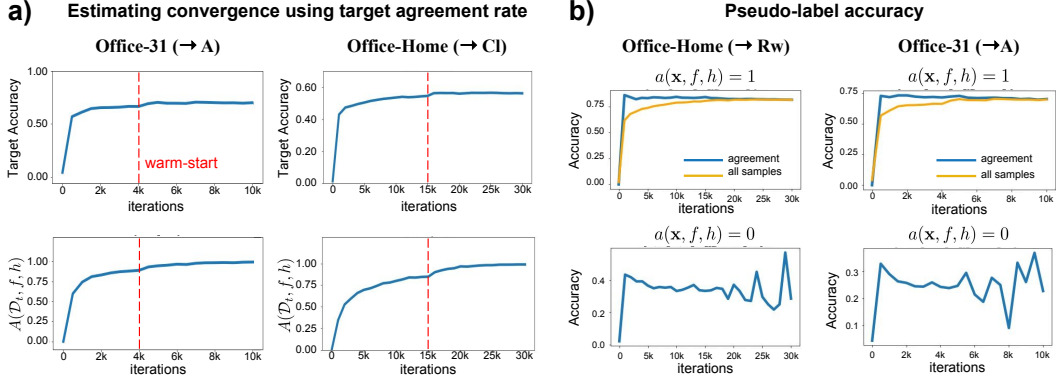 a) Estimating convergence using target agreement rate
Office-31 (→ A)
Target Accuracy
1.00
0.75
0.50
0.25
0.00
warm-start
0 2k 4k 6k 8k 10k
iterations
Office-Home (→ Cl)
Target Accuracy
0.60
0.40
0.20
0.00
0 5k 10k 15k 20k 25k 30k
iterations
A(𝒟ₜ, f, h)
1.00
0.75
0.50
0.25
0.00
0 2k 4k 6k 8k 10k
iterations
A(𝒟ₜ, f, h)
1.00
0.75
0.50
0.25
0.00
0 5k 10k 15k 20k 25k 30k
iterations
b) Pseudo-label accuracy
Office-Home (→ Rw)
a(x, f, h) = 1
Accuracy
0.75
0.50
0.25
0.00
agreement
all samples
0 5k 10k 15k 20k 25k 30k
iterations
Office-31 (→A)
a(x, f, h) = 1
Accuracy
0.75
0.50
0.25
0.00
agreement
all samples
0 2k 4k 6k 8k 10k
iterations
a(x, f, h) = 0
Accuracy
0.4
0.2
0.0
0 5k 10k 15k 20k 25k 30k
iterations
a(x, f, h) = 0
Accuracy
0.3
0.2
0.1
0 2k 4k 6k 8k 10k
iterations